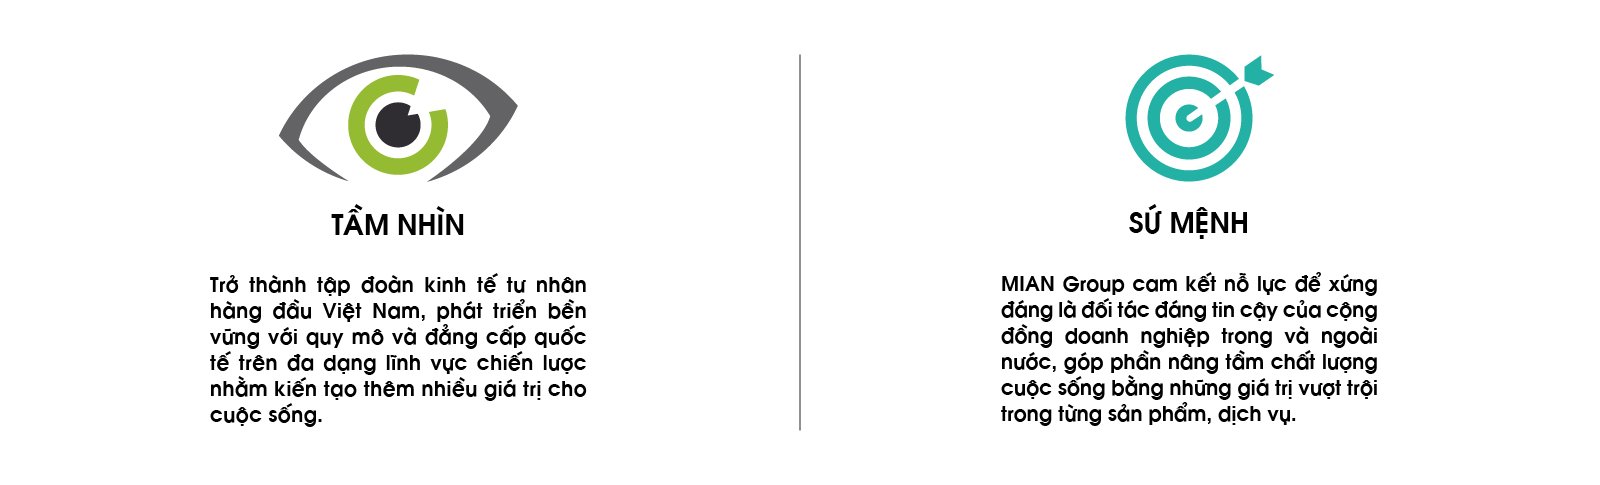 TẦM NHÌN
Trở thành tập đoàn kinh tế tư nhân
hàng đầu Việt Nam, phát triển bền
vững với quy mô và đẳng cấp quốc
tế trên đa dạng lĩnh vực chiến lược
nhằm kiến tạo thêm nhiều giá trị cho
cuộc sống.
SỨ MỆNH
MIAN Group cam kết nỗ lực để xứng
đáng là đối tác đáng tin cậy của cộng
đồng doanh nghiệp trong và ngoài
nước, góp phần nâng tầm chất lượng
cuộc sống bằng những giá trị vượt trội
trong từng sản phẩm, dịch vụ.